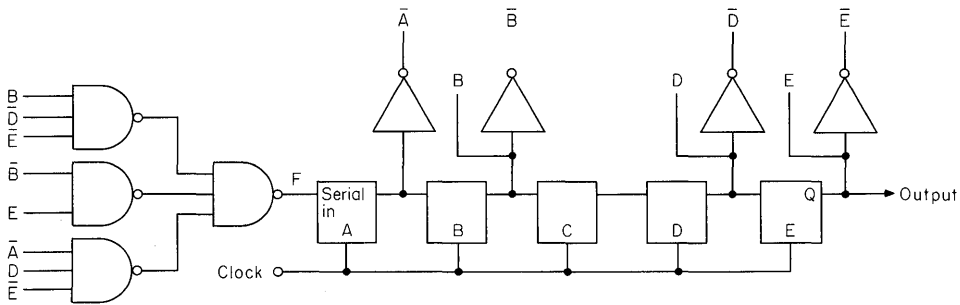 A̅
B̅
D̅
E̅
B
D
E
B
D̅
E̅
B̅
E
A̅
D
E̅
F
Serial
in
A
B
C
D
Q
E
Output
Clock